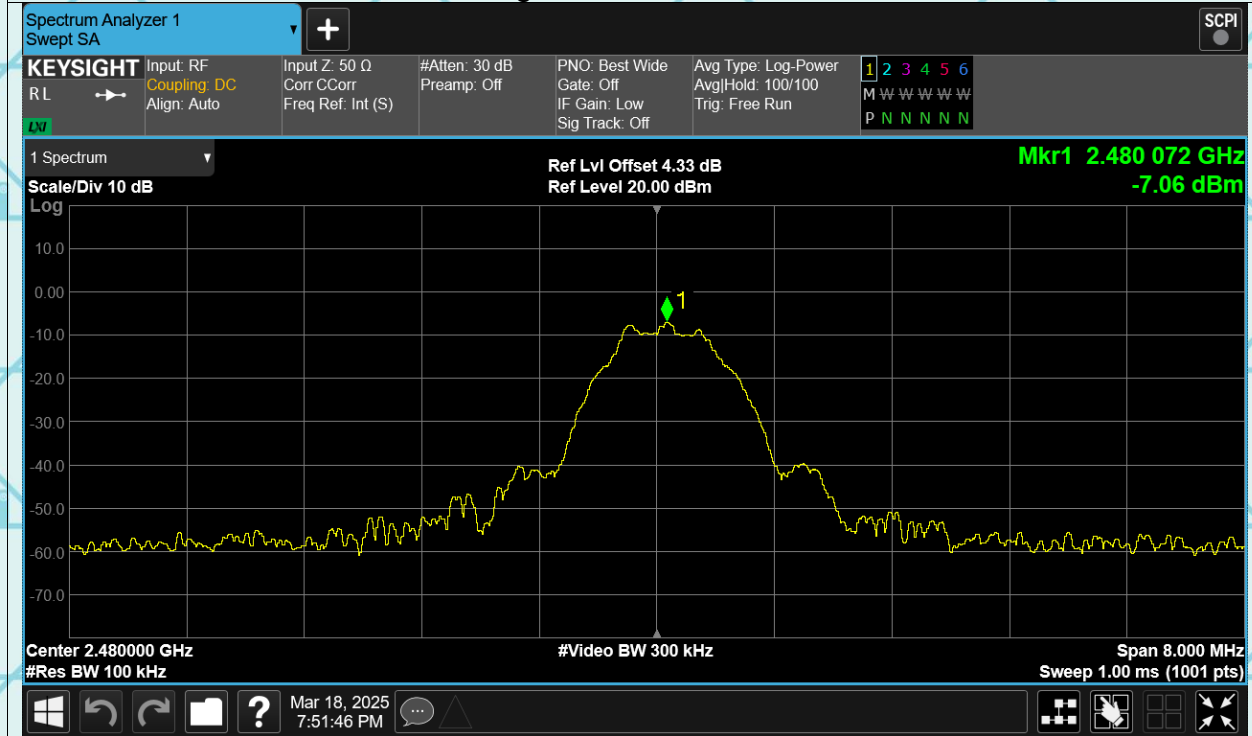 Spectrum Analyzer 1
Swept SA
+
SCPI
KEYSIGHT
R L
LXI
Input: RF
Coupling: DC
Align: Auto
Input Z: 50 Ω
Corr CCorr
Freq Ref: Int (S)
#Atten: 30 dB
Preamp: Off
PNO: Best Wide
Gate: Off
IF Gain: Low
Sig Track: Off
Avg Type: Log-Power
Avg|Hold: 100/100
Trig: Free Run
1 2 3 4 5 6
M W W W W W
P N N N N N
1 Spectrum
Scale/Div 10 dB
Ref Lvl Offset 4.33 dB
Ref Level 20.00 dBm
Mkr1 2.480 072 GHz
-7.06 dBm
Log
10.0
0.00
-10.0
-20.0
-30.0
-40.0
-50.0
-60.0
-70.0
1
Center 2.480000 GHz
#Res BW 100 kHz
#Video BW 300 kHz
Span 8.000 MHz
Sweep 1.00 ms (1001 pts)
?
Mar 18, 2025
7:51:46 PM